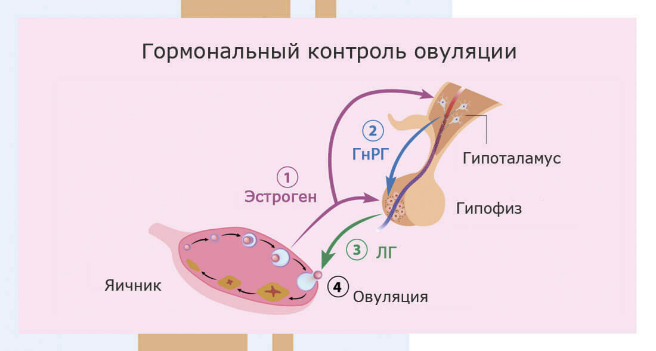 Гормональный контроль овуляции
2
ГнРГ
Гипоталамус
1
Эстроген
Гипофиз
3 ЛГ
Яичник
4 Овуляция